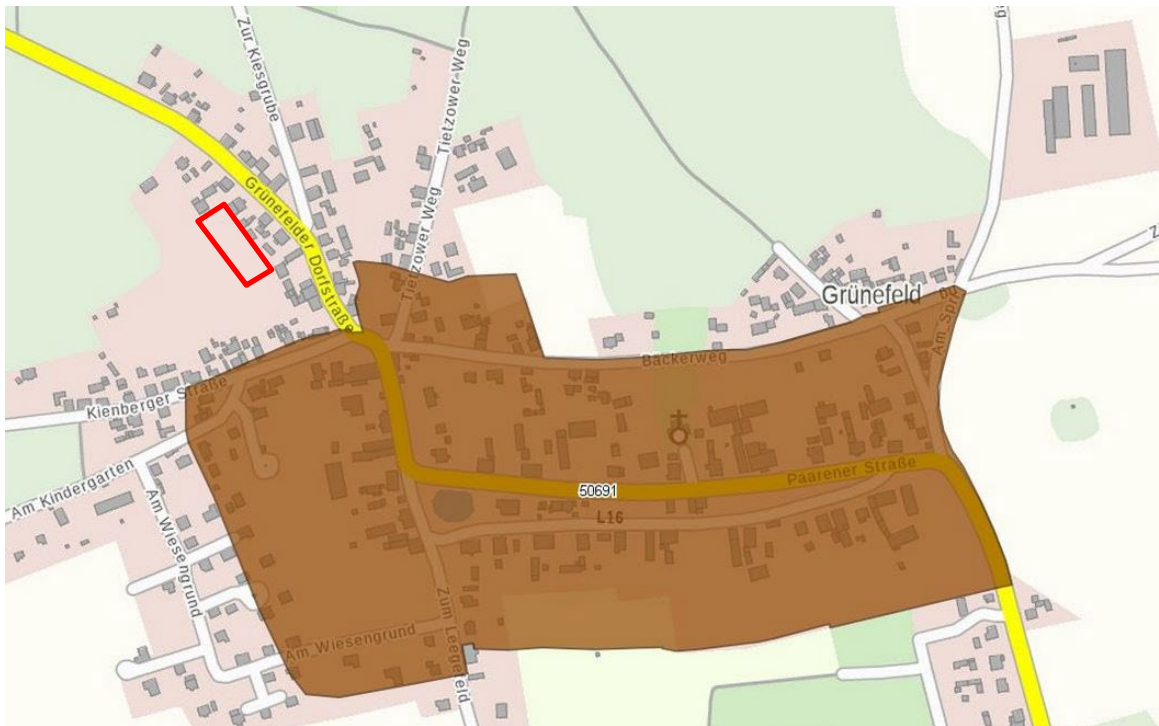 Zur Kiesgrube
Tietzower Weg
Grünefelder Dorfstraße
Tietzower Weg
Grünefeld
Bäckerweg
Kienberger Straße
Am Kindergarten
Am Wiesengrund
Paarener Straße
50691
L16
Am Wiesengrund
Zum Leegefeld